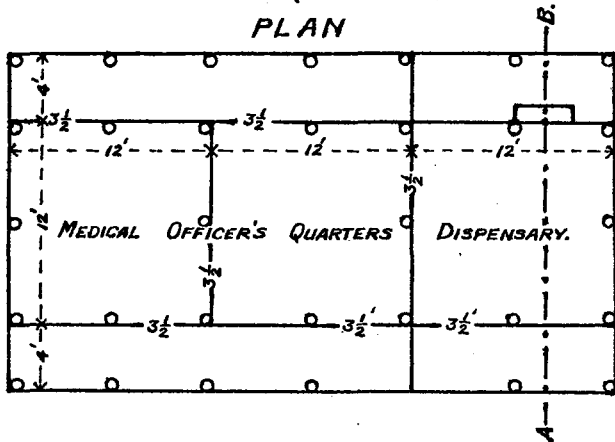 PLAN
B.
4'
3½ 3½
12' 12' 12'
3½
12'
MEDICAL OFFICER'S QUARTERS DISPENSARY.
3½
3½ 3½' 3½'
4'
A